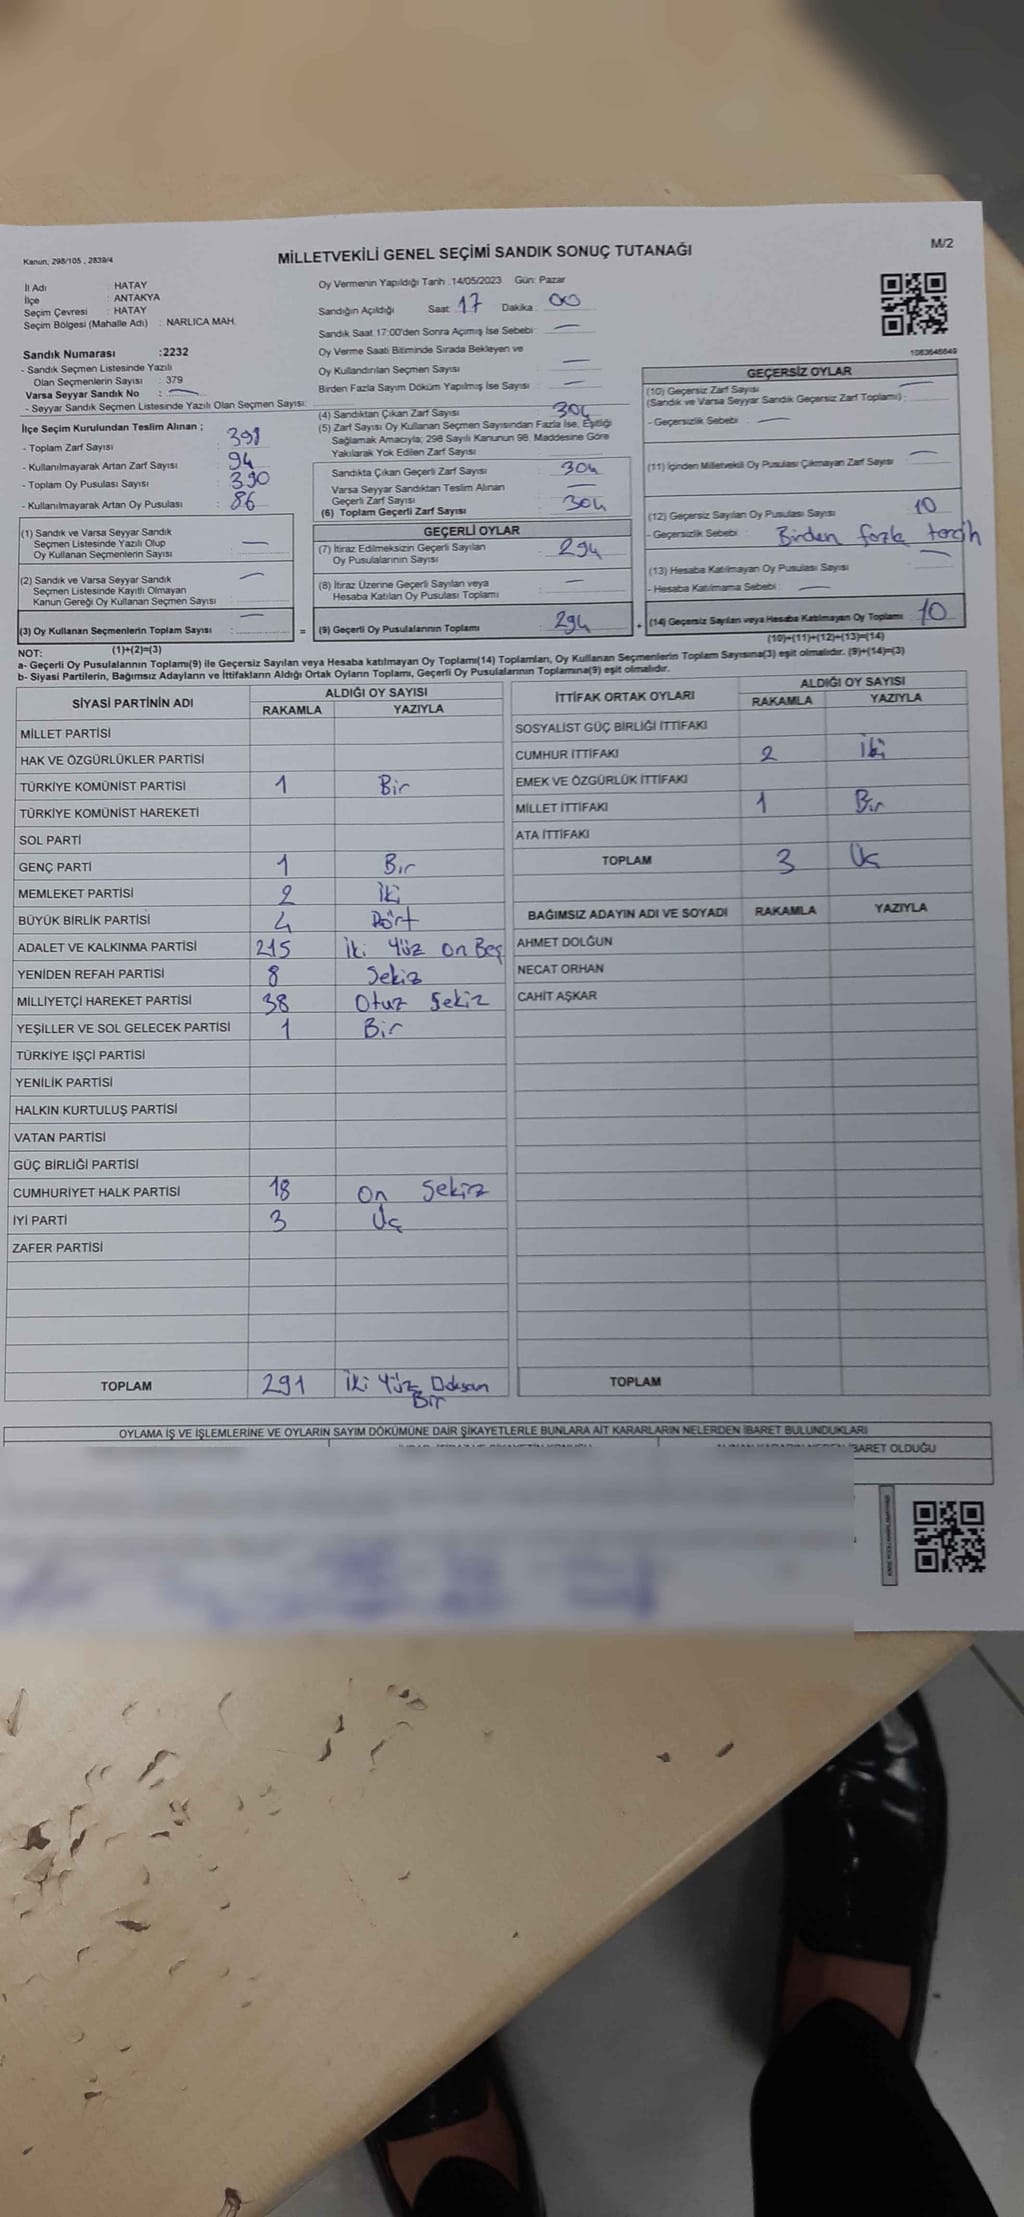 Kanun, 298/105 , 2839/4
MİLLETVEKİLİ GENEL SEÇİMİ SANDIK SONUÇ TUTANAĞI
M/2
İl Adı : HATAY
İlçe : ANTAKYA
Seçim Çevresi : HATAY
Seçim Bölgesi (Mahalle Adı) : NARLICA MAH.
Sandık Numarası :2232
- Sandık Seçmen Listesinde Yazılı
Olan Seçmenlerin Sayısı : 379
Varsa Seyyar Sandık No : —
- Seyyar Sandık Seçmen Listesinde Yazılı Olan Seçmen Sayısı:
İlçe Seçim Kurulundan Teslim Alınan ;
- Toplam Zarf Sayısı : 398
- Kullanılmayarak Artan Zarf Sayısı : 94
- Toplam Oy Pusulası Sayısı : 390
- Kullanılmayarak Artan Oy Pusulası : 86
Oy Vermenin Yapıldığı Tarih :14/05/2023 Gün: Pazar
Sandığın Açıldığı Saat: 17 Dakika : 00
Sandık Saat 17:00'den Sonra Açımış İse Sebebi: —
Oy Verme Saati Bitiminde Sırada Bekleyen ve
Oy Kullandırılan Seçmen Sayısı : —
Birden Fazla Sayım Döküm Yapılmış İse Sayısı : —
(4) Sandıktan Çıkan Zarf Sayısı : 304
(5) Zarf Sayısı Oy Kullanan Seçmen Sayısından Fazla İse, Eşitliği
Sağlamak Amacıyla; 298 Sayılı Kanunun 98. Maddesine Göre
Yakılarak Yok Edilen Zarf Sayısı :
Sandıkta Çıkan Geçerli Zarf Sayısı : 304
Varsa Seyyar Sandıktan Teslim Alınan
Geçerli Zarf Sayısı : —
(6) Toplam Geçerli Zarf Sayısı : 304
1083648649
GEÇERSİZ OYLAR
(10) Geçersiz Zarf Sayısı
(Sandık ve Varsa Seyyar Sandık Geçersiz Zarf Toplamı) : —
- Geçersizlik Sebebi : —
(11) İçinden Milletvekili Oy Pusulası Çıkmayan Zarf Sayısı —
(12) Geçersiz Sayılan Oy Pusulası Sayısı 10
- Geçersizlik Sebebi : Birden fazla tercih
(13) Hesaba Katılmayan Oy Pusulası Sayısı —
- Hesaba Katılmama Sebebi : —
(14) Geçersiz Sayılan veya Hesaba Katılmayan Oy Toplamı 10
(10)+(11)+(12)+(13)=(14)
(1) Sandık ve Varsa Seyyar Sandık
Seçmen Listesinde Yazılı Olup
Oy Kullanan Seçmenlerin Sayısı : —
(2) Sandık ve Varsa Seyyar Sandık
Seçmen Listesinde Kayıtlı Olmayan
Kanun Gereği Oy Kullanan Seçmen Sayısı : —
(3) Oy Kullanan Seçmenlerin Toplam Sayısı : —
(1)+(2)=(3)
GEÇERLİ OYLAR
(7) İtiraz Edilmeksizin Geçerli Sayılan
Oy Pusulalarının Sayısı : 294
(8) İtiraz Üzerine Geçerli Sayılan veya
Hesaba Katılan Oy Pusulası Toplamı : —
= (9) Geçerli Oy Pusulalarının Toplamı : 294 +
NOT:
a- Geçerli Oy Pusulalarının Toplamı(9) ile Geçersiz Sayılan veya Hesaba katılmayan Oy Toplamı(14) Toplamları, Oy Kullanan Seçmenlerin Toplam Sayısına(3) eşit olmalıdır. (9)+(14)=(3)
b- Siyasi Partilerin, Bağımsız Adayların ve İttifakların Aldığı Ortak Oyların Toplamı, Geçerli Oy Pusulalarının Toplamına(9) eşit olmalıdır.
SİYASİ PARTİNİN ADI ALDIĞI OY SAYISI
RAKAMLA YAZIYLA
MİLLET PARTİSİ
HAK VE ÖZGÜRLÜKLER PARTİSİ
TÜRKİYE KOMÜNİST PARTİSİ 1 Bir
TÜRKİYE KOMÜNİST HAREKETİ
SOL PARTİ
GENÇ PARTİ 1 Bir
MEMLEKET PARTİSİ 2 İki
BÜYÜK BİRLİK PARTİSİ 4 Dört
ADALET VE KALKINMA PARTİSİ 215 İki Yüz On Beş
YENİDEN REFAH PARTİSİ 8 Sekiz
MİLLİYETÇİ HAREKET PARTİSİ 38 Otuz Sekiz
YEŞİLLER VE SOL GELECEK PARTİSİ 1 Bir
TÜRKİYE İŞÇİ PARTİSİ
YENİLİK PARTİSİ
HALKIN KURTULUŞ PARTİSİ
VATAN PARTİSİ
GÜÇ BİRLİĞİ PARTİSİ
CUMHURİYET HALK PARTİSİ 18 On Sekiz
İYİ PARTİ 3 Üç
ZAFER PARTİSİ
TOPLAM 291 İki Yüz Doksan
Bir
İTTİFAK ORTAK OYLARI ALDIĞI OY SAYISI
RAKAMLA YAZIYLA
SOSYALİST GÜÇ BİRLİĞİ İTTİFAKI
CUMHUR İTTİFAKI 2 İki
EMEK VE ÖZGÜRLÜK İTTİFAKI
MİLLET İTTİFAKI 1 Bir
ATA İTTİFAKI
TOPLAM 3 Üç
BAĞIMSIZ ADAYIN ADI VE SOYADI RAKAMLA YAZIYLA
AHMET DOLĞUN
NECAT ORHAN
CAHİT AŞKAR
TOPLAM
OYLAMA İŞ VE İŞLEMLERİNE VE OYLARIN SAYIM DÖKÜMÜNE DAİR ŞİKAYETLERLE BUNLARA AİT KARARLARIN NELERDEN İBARET BULUNDUKLARI
İBARET OLDUĞU